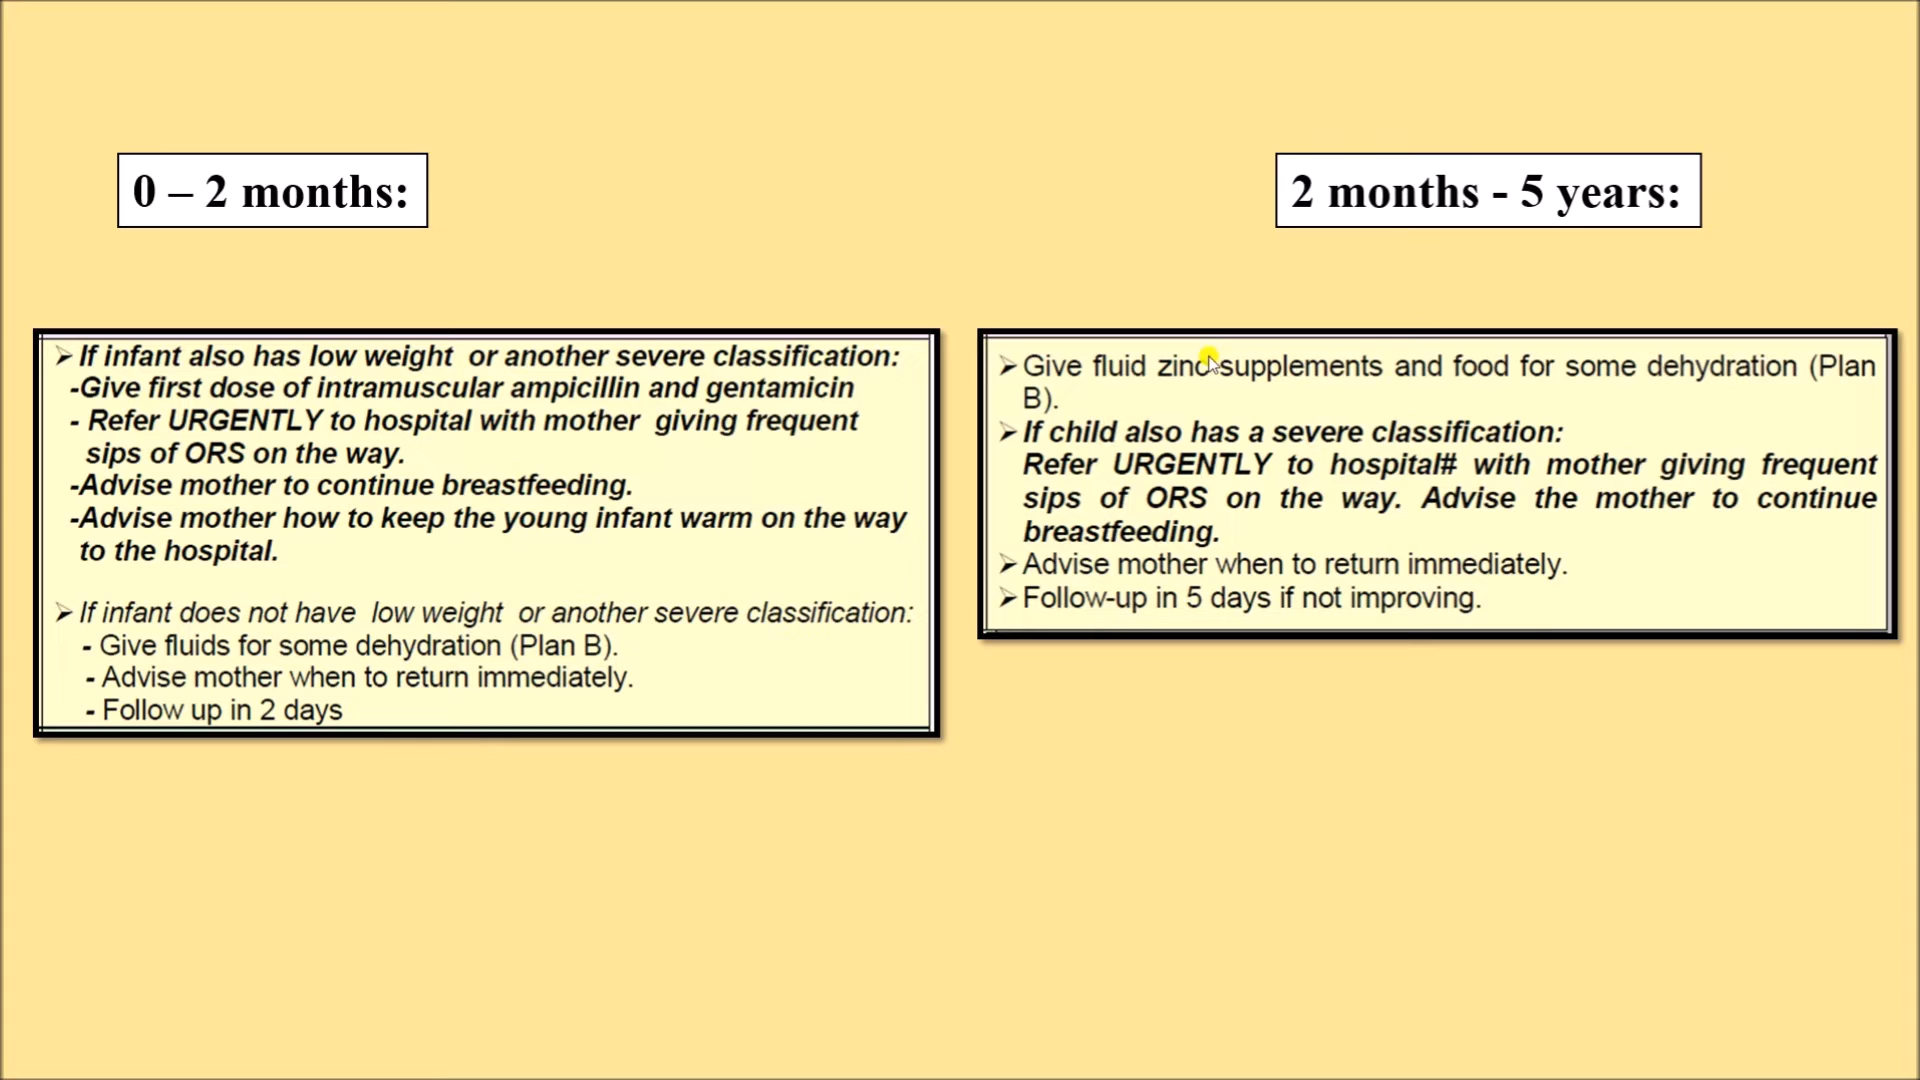 0 – 2 months:
2 months - 5 years:
➢ If infant also has low weight or another severe classification:
-Give first dose of intramuscular ampicillin and gentamicin
- Refer URGENTLY to hospital with mother giving frequent
sips of ORS on the way.
-Advise mother to continue breastfeeding.
-Advise mother how to keep the young infant warm on the way
to the hospital.
➢ If infant does not have low weight or another severe classification:
- Give fluids for some dehydration (Plan B).
- Advise mother when to return immediately.
- Follow up in 2 days
➢ Give fluid zinc supplements and food for some dehydration (Plan
B).
➢ If child also has a severe classification:
Refer URGENTLY to hospital# with mother giving frequent
sips of ORS on the way. Advise the mother to continue
breastfeeding.
➢ Advise mother when to return immediately.
➢ Follow-up in 5 days if not improving.